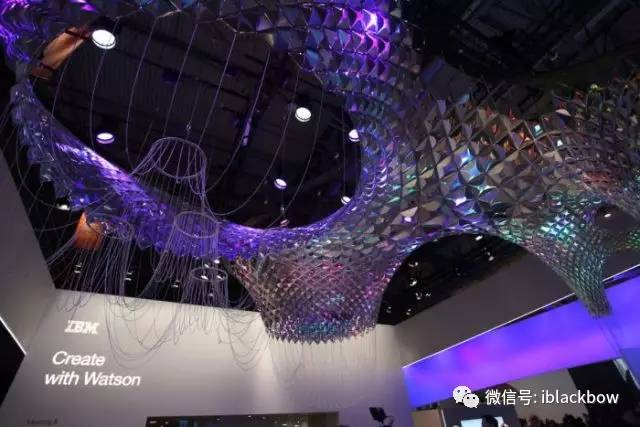 IBM
Create
with Watson
微信号: iblackbow